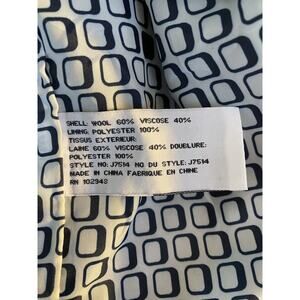 SHELL: WOOL 60% VISCOSE 40%
LINING: POLYESTER 100%
TISSUS EXTERIEUR:
LAINE 60% VISCOSE 40% DOUBLURE:
POLYESTER 100%
STYLE NO: J7514 NO DU STYLE: J7514
MADE IN CHINA FABRIQUE EN CHINE
RN 102943